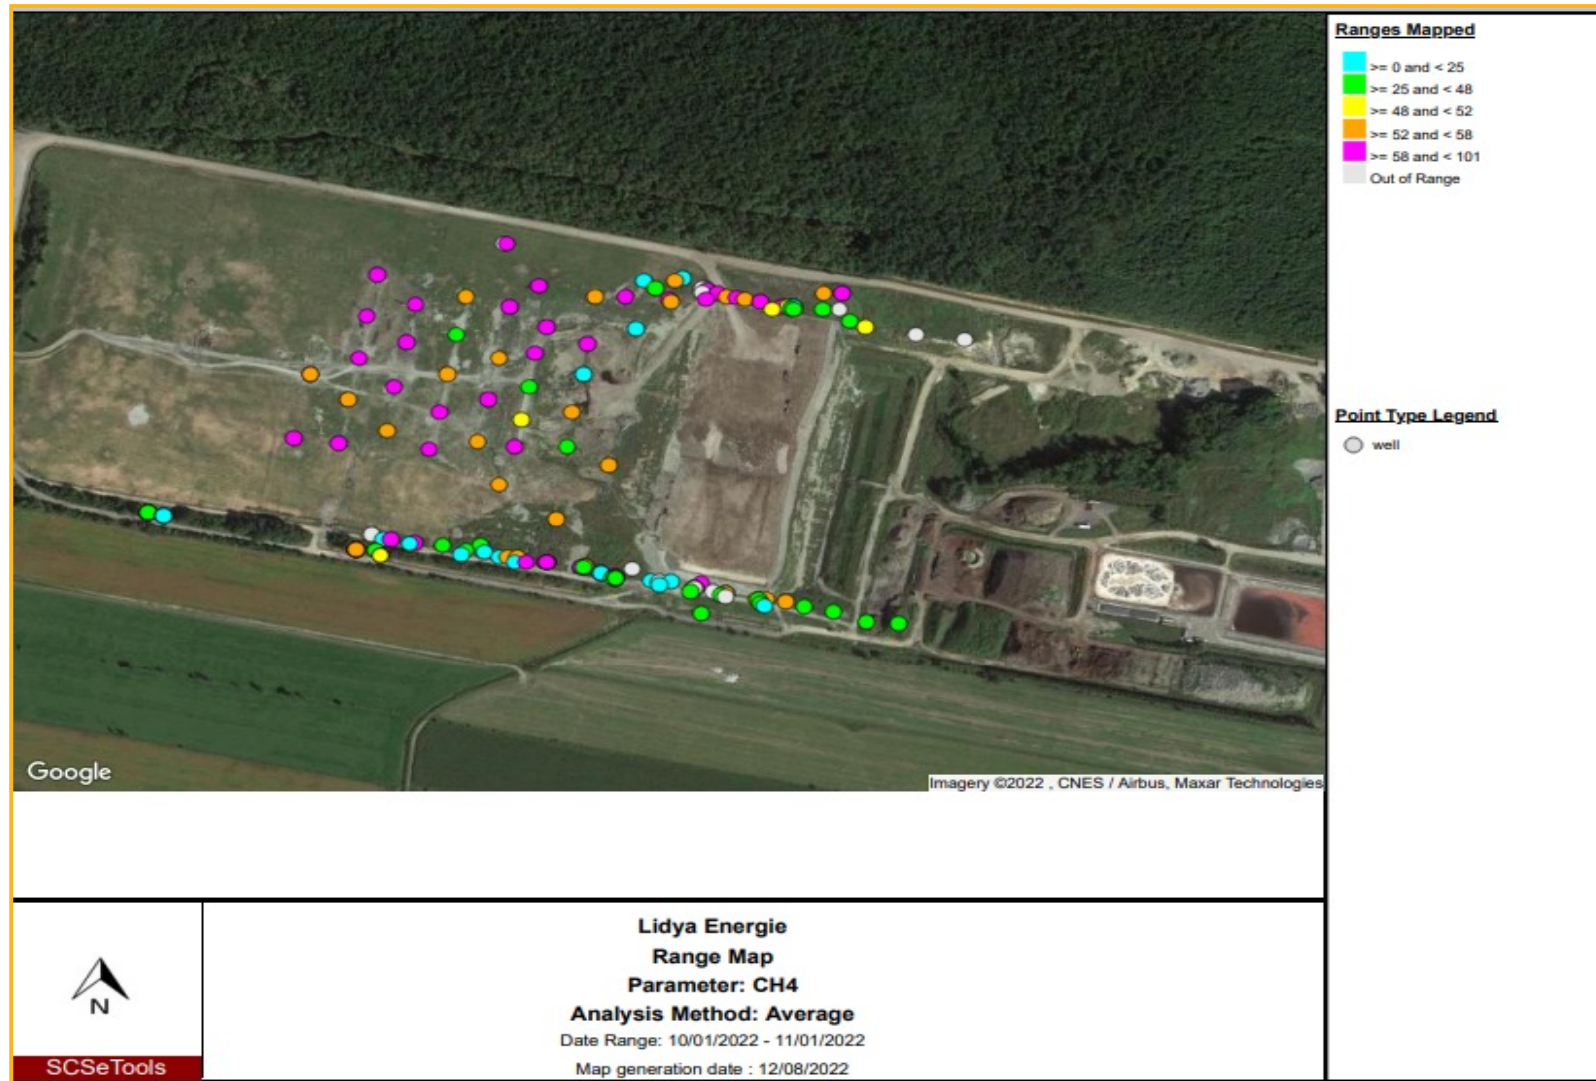 Ranges Mapped
>= 0 and < 25
>= 25 and < 48
>= 48 and < 52
>= 52 and < 58
>= 58 and < 101
Out of Range
Point Type Legend
well
Google
Imagery ©2022 , CNES / Airbus, Maxar Technologies
N
SCSeTools
Lidya Energie
Range Map
Parameter: CH4
Analysis Method: Average
Date Range: 10/01/2022 - 11/01/2022
Map generation date : 12/08/2022